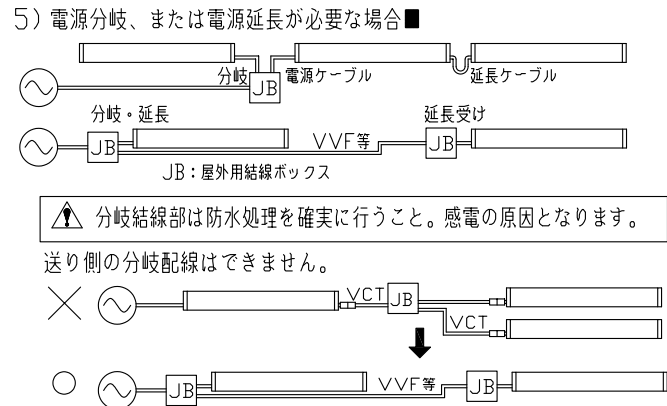 5）電源分岐、または電源延長が必要な場合■
分岐 JB 電源ケーブル 延長ケーブル
分岐・延長 延長受け
JB VVF等 JB
JB：屋外用結線ボックス
分岐結線部は防水処理を確実に行うこと。感電の原因となります。
送り側の分岐配線はできません。
VCT JB
VCT
JB VVF等 JB